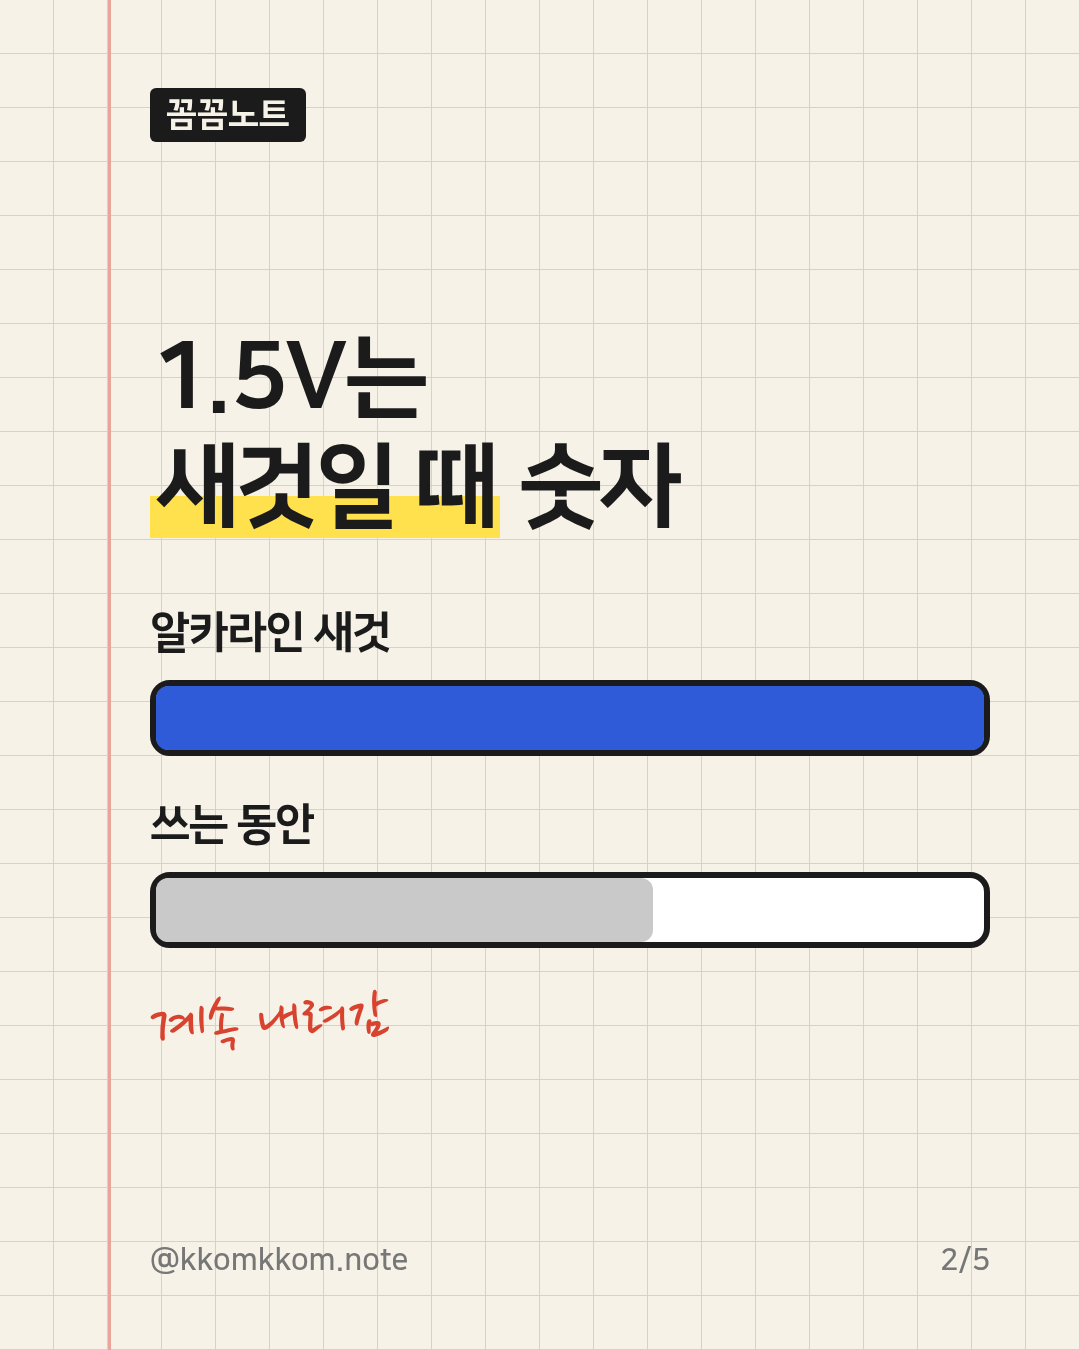 꼼꼼노트
1.5V는
새것일 때 숫자
알카라인 새것
쓰는 동안
계속 내려감
@kkomkkom.note
2/5